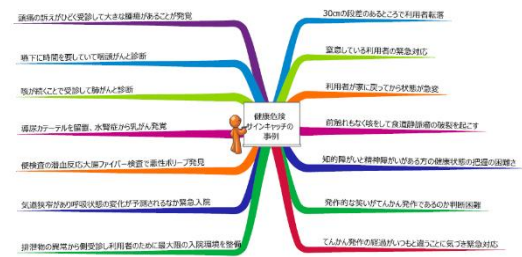 頭痛の訴えがひどく受診して大きな腫瘍があることが発覚
嚥下に時間を要していて咽頭がんと診断
咳が続くことで受診して肺がんと診断
導尿カテーテルを留置、水腎症から乳がん発覚
便検査の潜血反応大腸ファイバー検査で悪性ポリープ発見
気道狭窄があり呼吸状態の変化が予測されるなか緊急入院
排泄物の異常から側受診し利用者のために最大限の入院環境を整備
健康危険
サインキャッチの
事例
30cmの段差のあるところで利用者転落
窒息している利用者の緊急対応
利用者が家に戻ってから状態が急変
前触れもなく咳をして食道静脈瘤の破裂を起こす
知的障がいと精神障がいがある方の健康状態の把握の困難さ
発作的な笑いがてんかん発作であるのか判断困難
てんかん発作の経過がいつもと違うことに気づき緊急対応